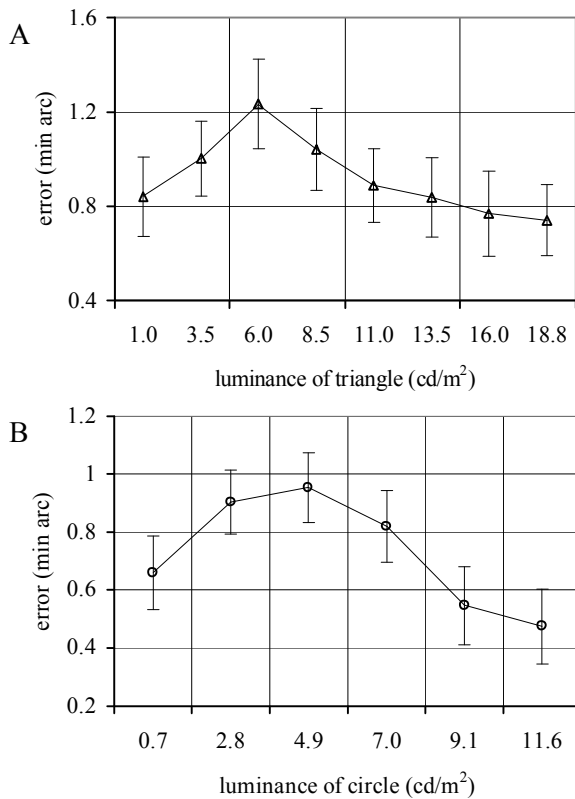 A
1.6
1.2
0.8
0.4
error (min arc)
1.0 3.5 6.0 8.5 11.0 13.5 16.0 18.8
luminance of triangle (cd/m²)
B
1.2
1
0.8
0.6
0.4
0.2
error (min arc)
0.7 2.8 4.9 7.0 9.1 11.6
luminance of circle (cd/m²)